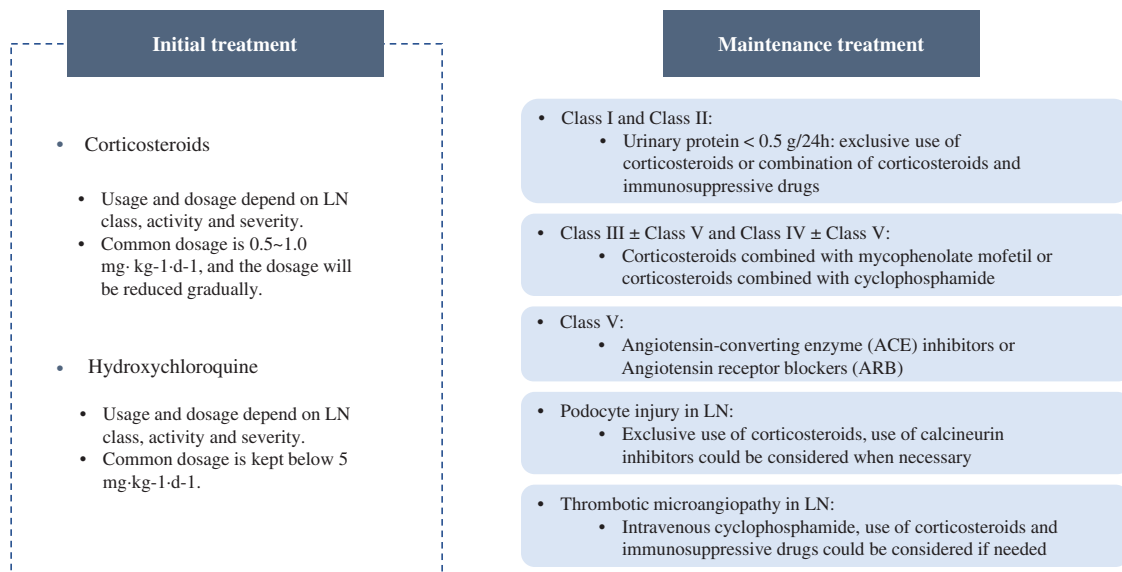 Initial treatment
• Corticosteroids
• Usage and dosage depend on LN
class, activity and severity.
• Common dosage is 0.5~1.0
mg· kg-1·d-1, and the dosage will
be reduced gradually.
• Hydroxychloroquine
• Usage and dosage depend on LN
class, activity and severity.
• Common dosage is kept below 5
mg·kg-1·d-1.
Maintenance treatment
• Class I and Class II:
• Urinary protein < 0.5 g/24h: exclusive use of
corticosteroids or combination of corticosteroids and
immunosuppressive drugs
• Class III ± Class V and Class IV ± Class V:
• Corticosteroids combined with mycophenolate mofetil or
corticosteroids combined with cyclophosphamide
• Class V:
• Angiotensin-converting enzyme (ACE) inhibitors or
Angiotensin receptor blockers (ARB)
• Podocyte injury in LN:
• Exclusive use of corticosteroids, use of calcineurin
inhibitors could be considered when necessary
• Thrombotic microangiopathy in LN:
• Intravenous cyclophosphamide, use of corticosteroids and
immunosuppressive drugs could be considered if needed